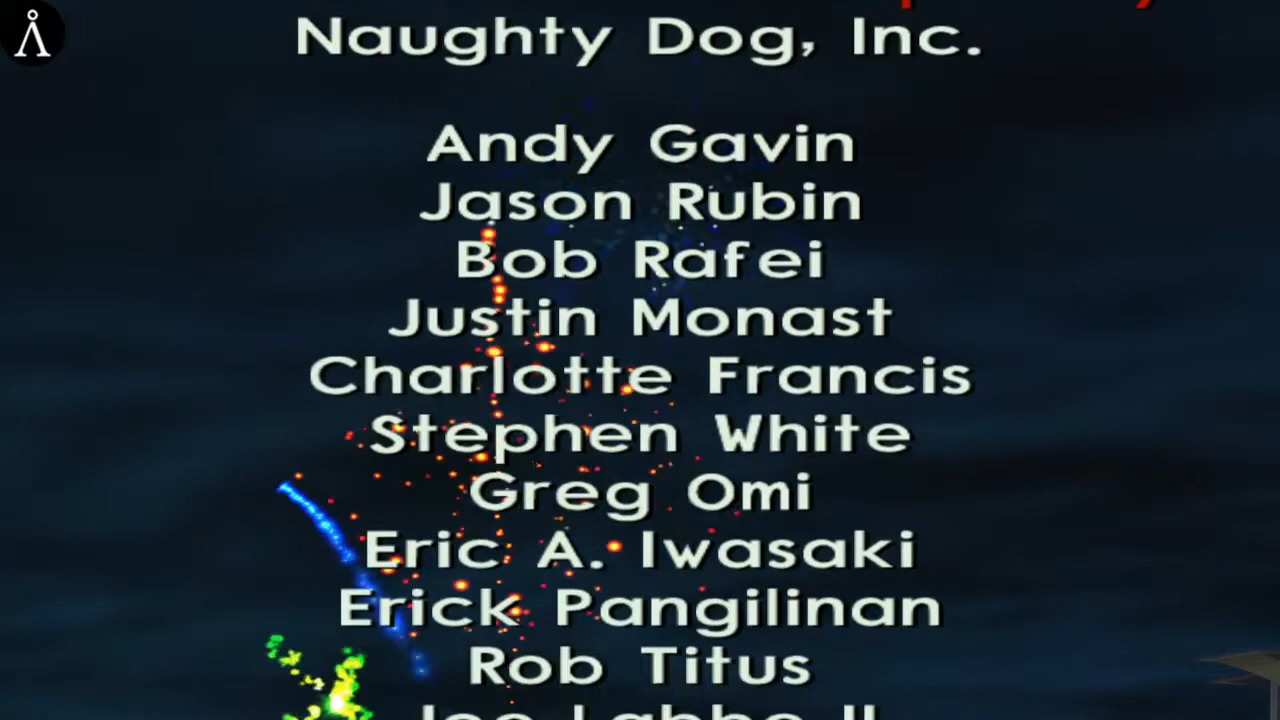 Naughty Dog, Inc.
Andy Gavin
Jason Rubin
Bob Rafei
Justin Monast
Charlotte Francis
Stephen White
Greg Omi
Eric A. Iwasaki
Erick Pangilinan
Rob Titus